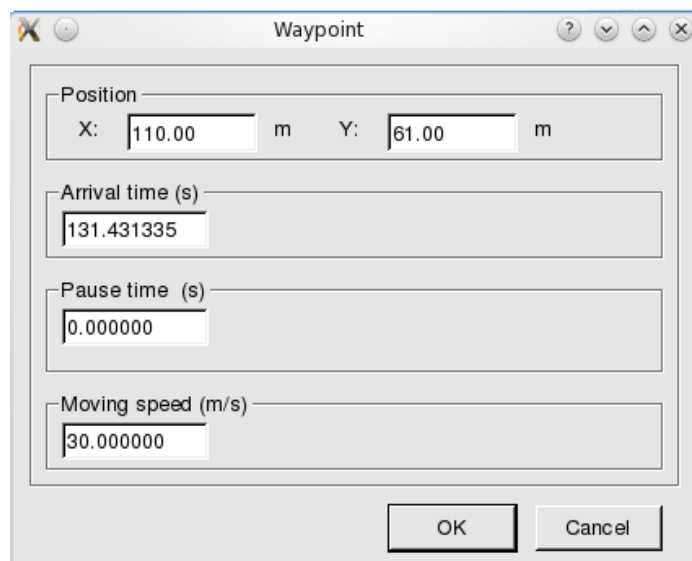 Waypoint
Position
X: 110.00 m Y: 61.00 m
Arrival time (s)
131.431335
Pause time (s)
0.000000
Moving speed (m/s)
30.000000
OK Cancel